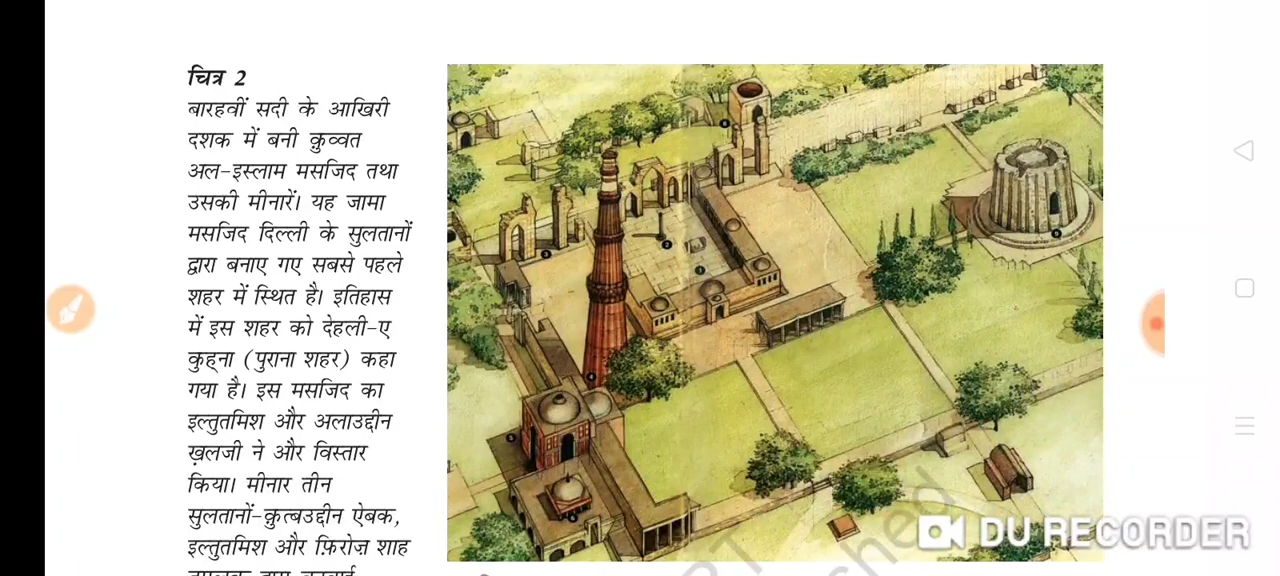 चित्र 2
बारहवीं सदी के आखिरी
दशक में बनी क़ुव्वत
अल-इस्लाम मसजिद तथा
उसकी मीनारें। यह जामा
मसजिद दिल्ली के सुलतानों
द्वारा बनाए गए सबसे पहले
शहर में स्थित है। इतिहास
में इस शहर को देहली-ए
कुह्ना (पुराना शहर) कहा
गया है। इस मसजिद का
इल्तुतमिश और अलाउद्दीन
ख़लजी ने और विस्तार
किया। मीनार तीन
सुलतानों-क़ुत्बउद्दीन ऐबक,
इल्तुतमिश और फ़िरोज़ शाह
DU RECORDER